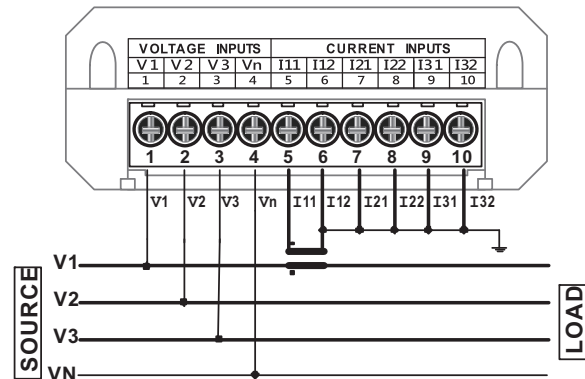 VOLTAGE INPUTS CURRENT INPUTS
V1 V2 V3 Vn I11 I12 I21 I22 I31 I32
1 2 3 4 5 6 7 8 9 10
1 2 3 4 5 6 7 8 9 10
V1 V2 V3 Vn I11 I12 I21 I22 I31 I32
SOURCE
V1
V2
V3
VN
LOAD